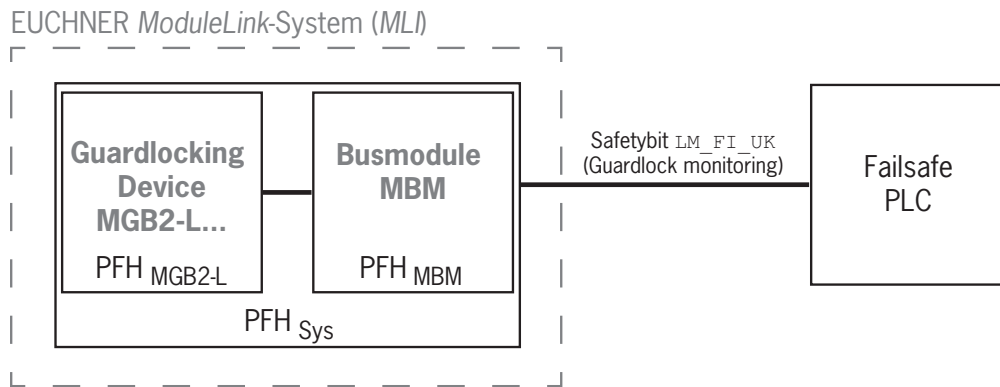 EUCHNER ModuleLink-System (MLI)
Guardlocking
Device
MGB2-L...
PFH MGB2-L
Busmodule
MBM
PFH MBM
PFH Sys
Safetybit LM_FI_UK
(Guardlock monitoring)
Failsafe
PLC